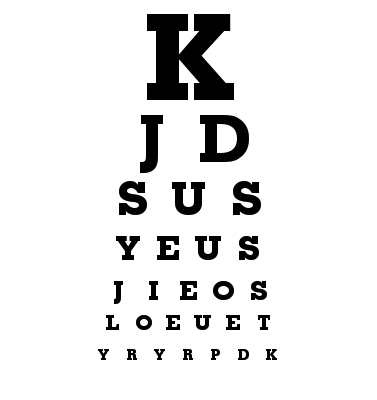 K
J D
S U S
Y E U S
J I E O S
L O E U E T
Y R Y R P D K